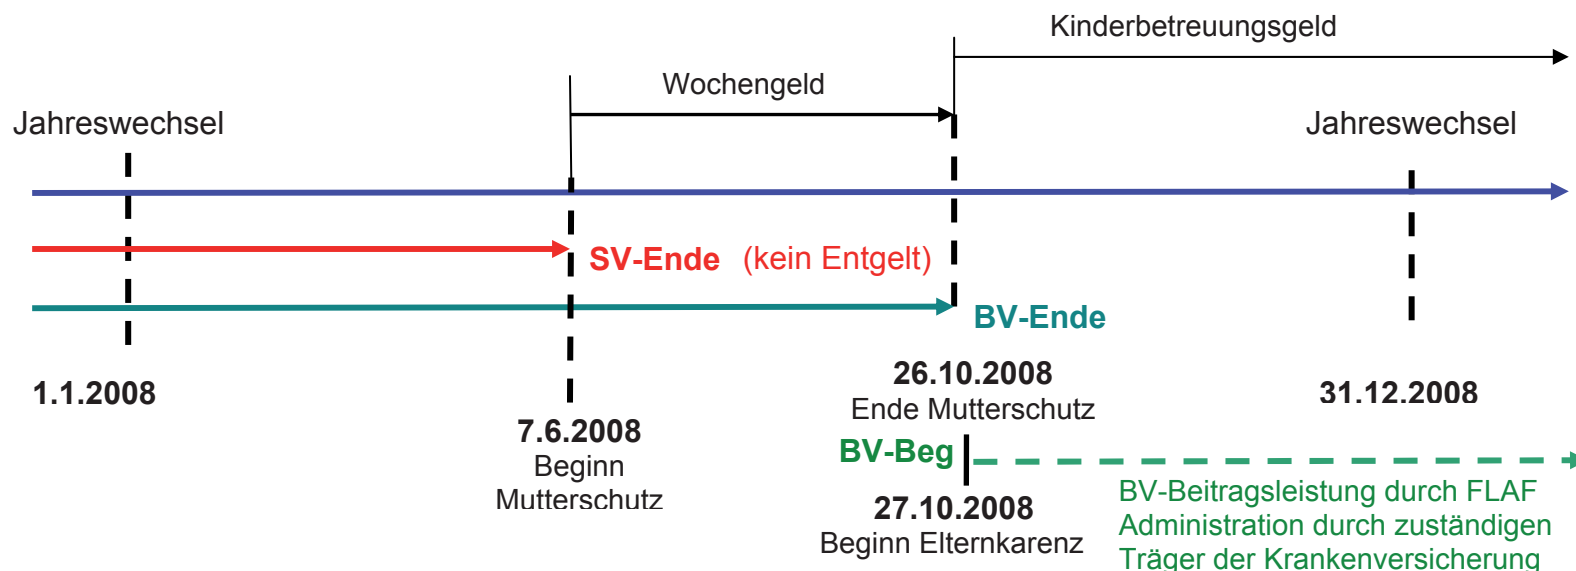 Kinderbetreuungsgeld
Wochengeld
Jahreswechsel
Jahreswechsel
SV-Ende (kein Entgelt)
BV-Ende
1.1.2008
26.10.2008
Ende Mutterschutz
31.12.2008
7.6.2008
Beginn
Mutterschutz
BV-Beg
27.10.2008
Beginn Elternkarenz
BV-Beitragsleistung durch FLAF
Administration durch zuständigen
Träger der Krankenversicherung